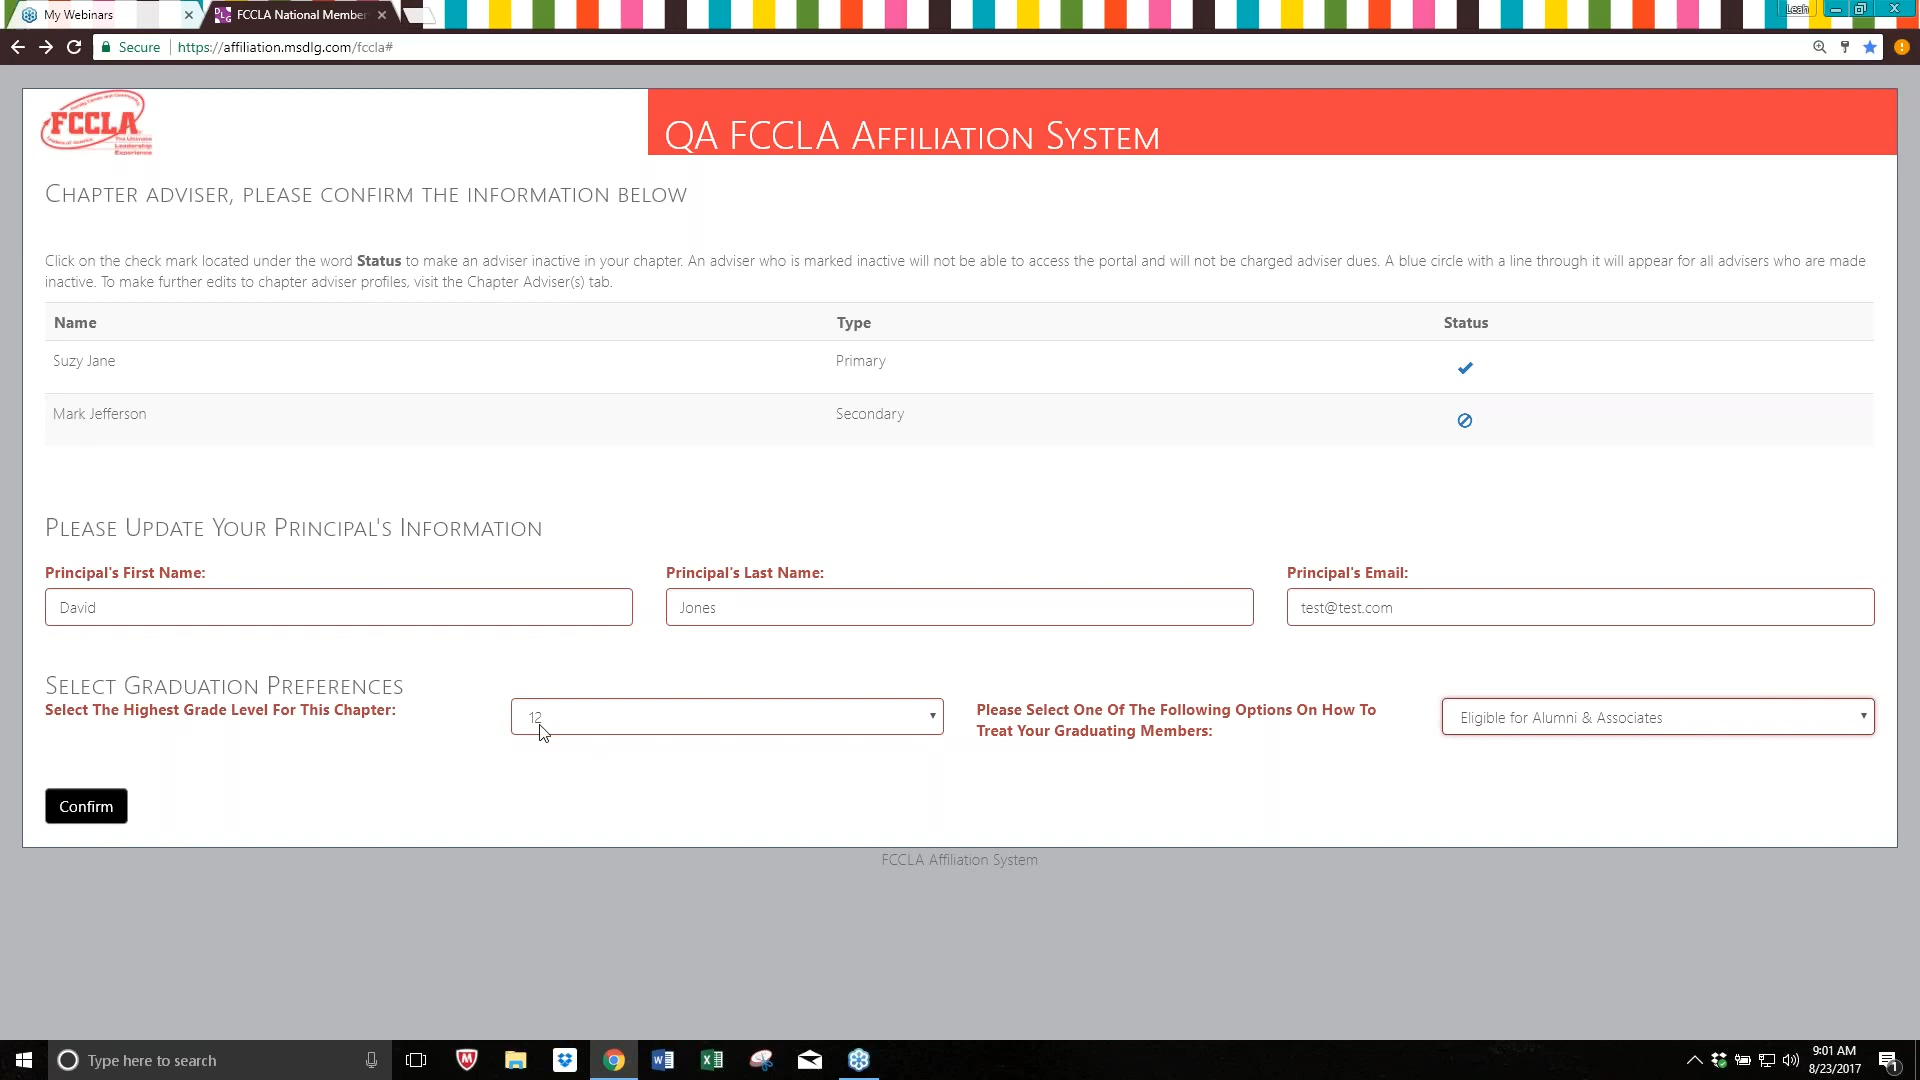 My Webinars
FCCLA National Member
Leah
Secure
https://affiliation.msdlg.com/fccla#
FCCLA
The Ultimate
Leadership
Experience
QA FCCLA Affiliation System
Chapter adviser, please confirm the information below
Click on the check mark located under the word Status to make an adviser inactive in your chapter. An adviser who is marked inactive will not be able to access the portal and will not be charged adviser dues. A blue circle with a line through it will appear for all advisers who are made
inactive. To make further edits to chapter adviser profiles, visit the Chapter Adviser(s) tab.
Name Type Status
Suzy Jane Primary
Mark Jefferson Secondary
Please Update Your Principal's Information
Principal's First Name: Principal's Last Name: Principal's Email:
David Jones test@test.com
Select Graduation Preferences
Select The Highest Grade Level For This Chapter:
12
Please Select One Of The Following Options On How To
Treat Your Graduating Members:
Eligible for Alumni & Associates
Confirm
FCCLA Affiliation System
Type here to search
9:01 AM
8/23/2017
1